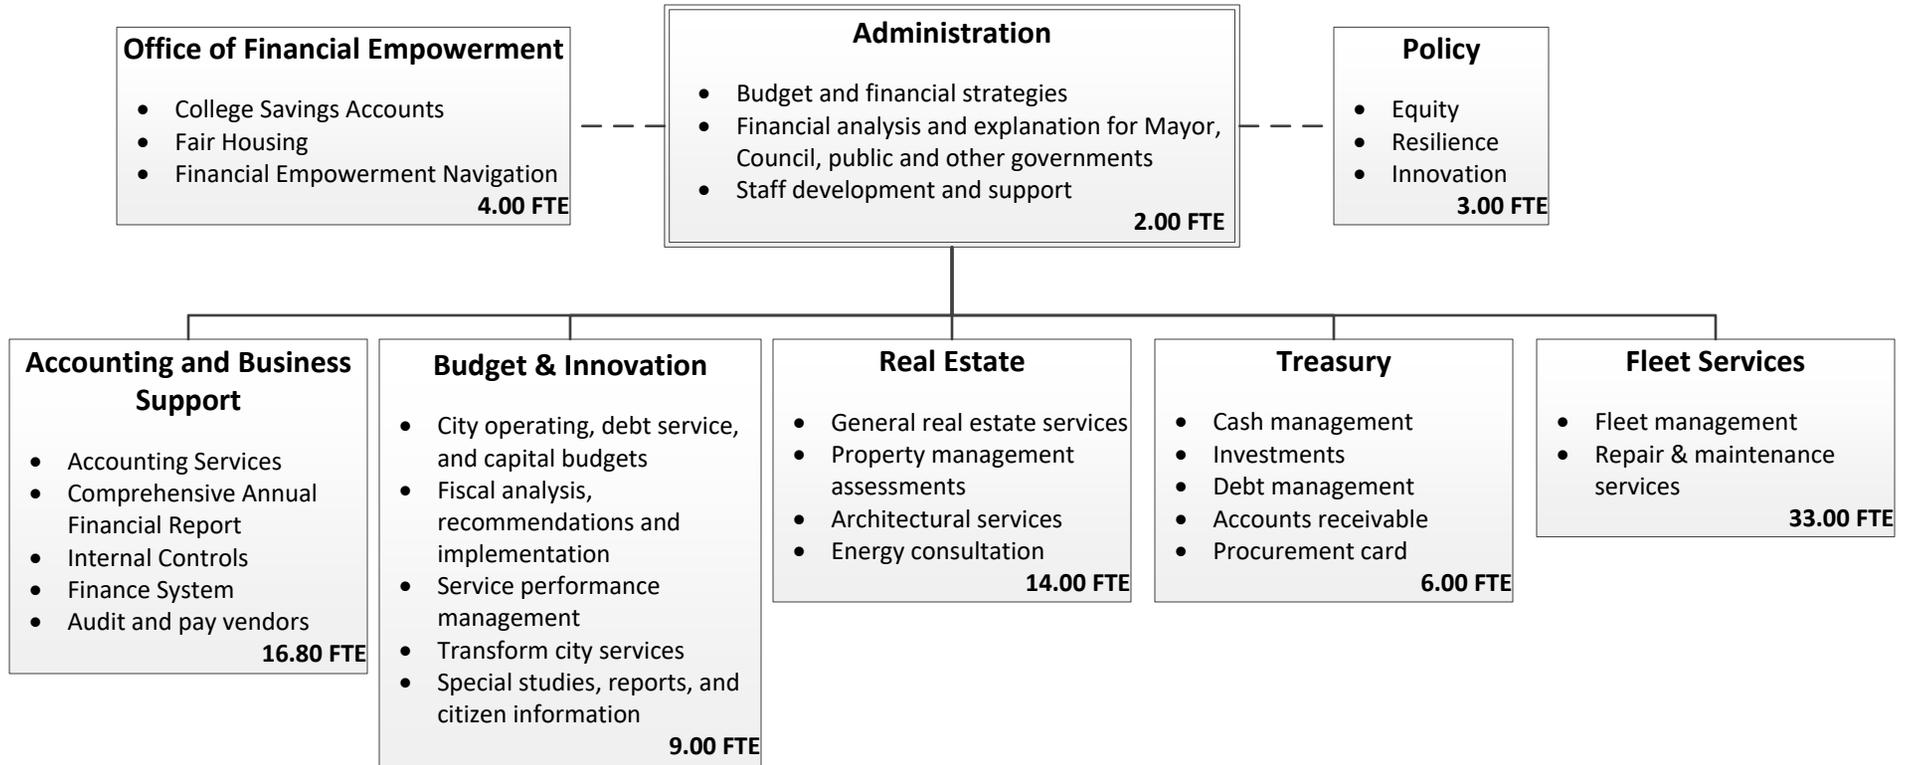 Office of Financial Empowerment
• College Savings Accounts
• Fair Housing
• Financial Empowerment Navigation
4.00 FTE
Administration
• Budget and financial strategies
• Financial analysis and explanation for Mayor,
Council, public and other governments
• Staff development and support
2.00 FTE
Policy
• Equity
• Resilience
• Innovation
3.00 FTE
Accounting and Business
Support
• Accounting Services
• Comprehensive Annual
Financial Report
• Internal Controls
• Finance System
• Audit and pay vendors
16.80 FTE
Budget & Innovation
• City operating, debt service,
and capital budgets
• Fiscal analysis,
recommendations and
implementation
• Service performance
management
• Transform city services
• Special studies, reports, and
citizen information
9.00 FTE
Real Estate
• General real estate services
• Property management
assessments
• Architectural services
• Energy consultation
14.00 FTE
Treasury
• Cash management
• Investments
• Debt management
• Accounts receivable
• Procurement card
6.00 FTE
Fleet Services
• Fleet management
• Repair & maintenance
services
33.00 FTE